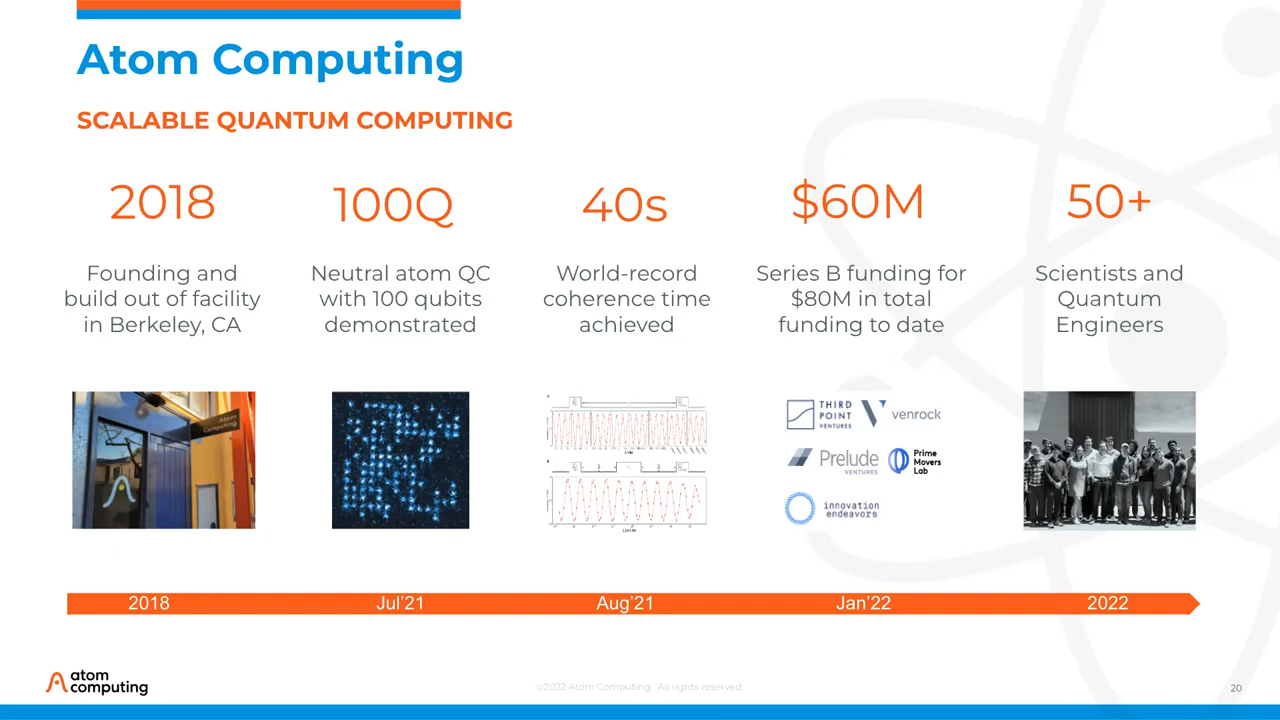 Atom Computing
SCALABLE QUANTUM COMPUTING
2018
Founding and
build out of facility
in Berkeley, CA
100Q
Neutral atom QC
with 100 qubits
demonstrated
40s
World-record
coherence time
achieved
$60M
Series B funding for
$80M in total
funding to date
50+
Scientists and
Quantum
Engineers
Atom
Computing
THIRD
POINT
VENTURES
venrock
Prelude
VENTURES
Prime
Movers
Lab
innovation
endeavors
2018
Jul'21
Aug'21
Jan'22
2022
atom
computing
©2022 Atom Computing. All rights reserved.
20